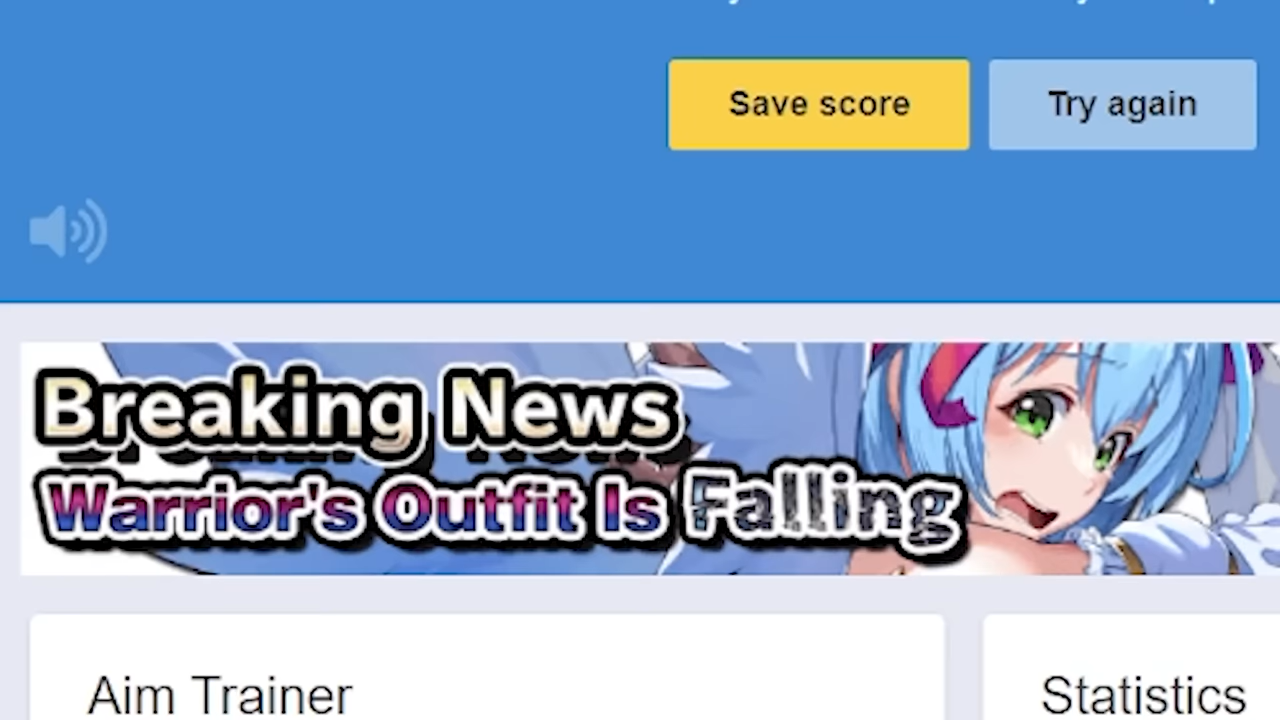 Save score
Try again
Breaking News
Warrior's Outfit Is Falling
Aim Trainer
Statistics